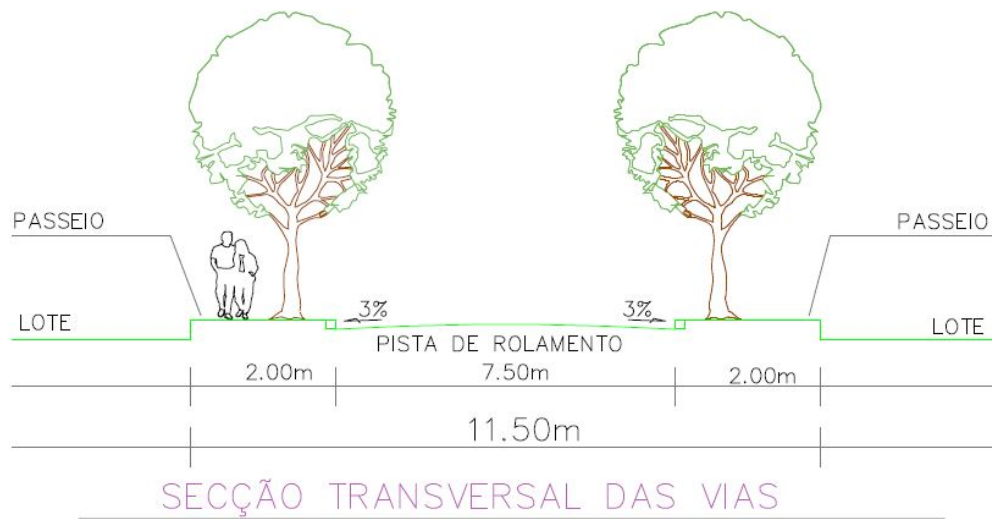 PASSEIO
PASSEIO
3%
3%
LOTE
LOTE
PISTA DE ROLAMENTO
2.00m
7.50m
2.00m
11.50m
SECÇÃO TRANSVERSAL DAS VIAS